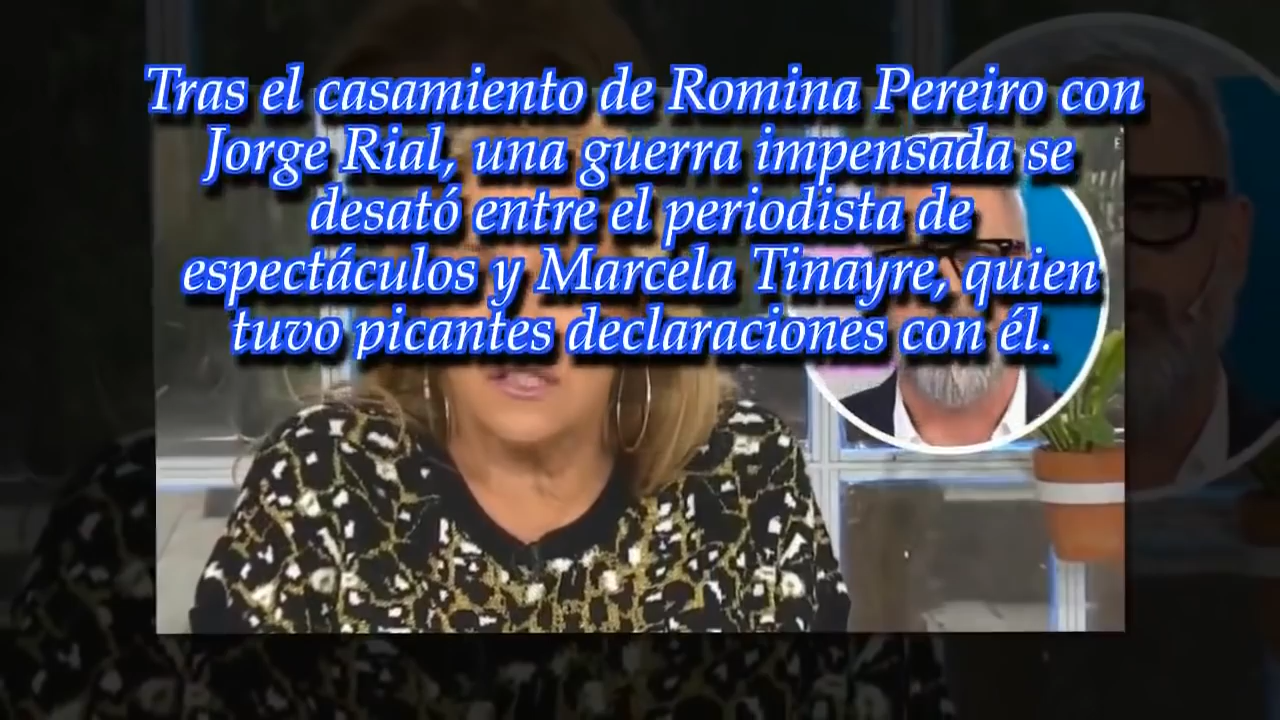 Tras el casamiento de Romina Pereiro con
Jorge Rial, una guerra impensada se
desató entre el periodista de
espectáculos y Marcela Tinayre, quien
tuvo picantes declaraciones con él.